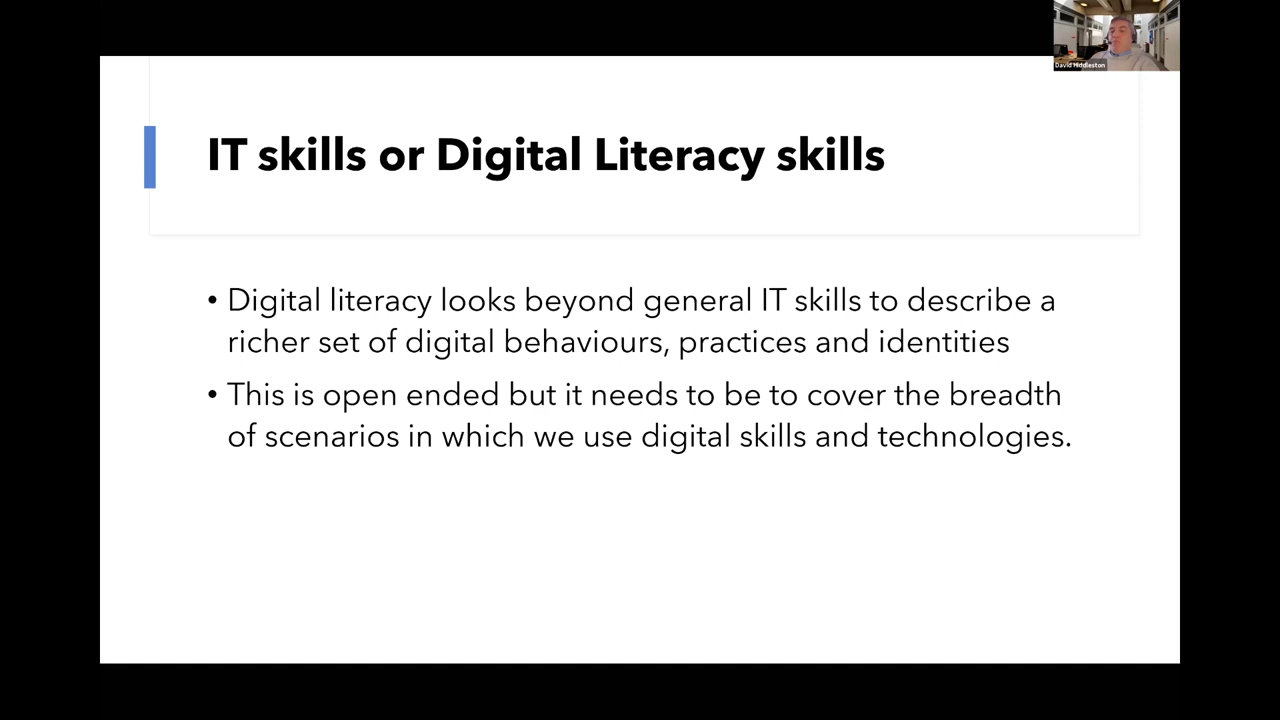 David Hiddleston
IT skills or Digital Literacy skills
• Digital literacy looks beyond general IT skills to describe a
richer set of digital behaviours, practices and identities
• This is open ended but it needs to be to cover the breadth
of scenarios in which we use digital skills and technologies.